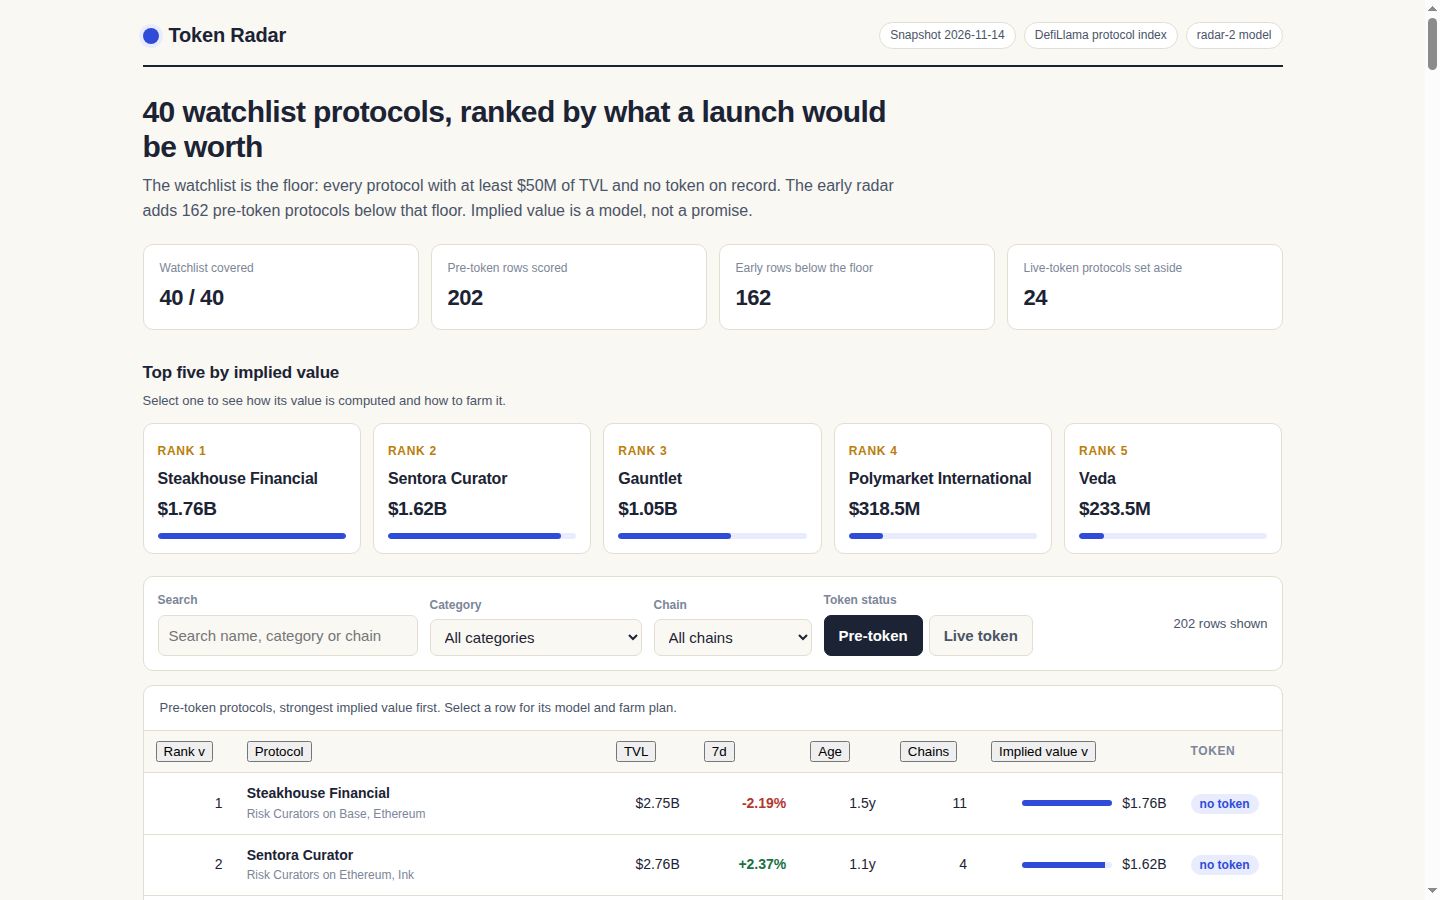 Token Radar
Snapshot 2026-11-14
DefiLlama protocol index
radar-2 model
40 watchlist protocols, ranked by what a launch would
be worth
The watchlist is the floor: every protocol with at least $50M of TVL and no token on record. The early radar
adds 162 pre-token protocols below that floor. Implied value is a model, not a promise.
Watchlist covered
40 / 40
Pre-token rows scored
202
Early rows below the floor
162
Live-token protocols set aside
24
Top five by implied value
Select one to see how its value is computed and how to farm it.
RANK 1
Steakhouse Financial
$1.76B
RANK 2
Sentora Curator
$1.62B
RANK 3
Gauntlet
$1.05B
RANK 4
Polymarket International
$318.5M
RANK 5
Veda
$233.5M
Search
Search name, category or chain
Category
All categories
Chain
All chains
Token status
Pre-token
Live token
202 rows shown
Pre-token protocols, strongest implied value first. Select a row for its model and farm plan.
Rank v Protocol TVL 7d Age Chains Implied value v TOKEN
1 Steakhouse Financial $2.75B -2.19% 1.5y 11 $1.76B no token
Risk Curators on Base, Ethereum
2 Sentora Curator $2.76B +2.37% 1.1y 4 $1.62B no token
Risk Curators on Ethereum, Ink